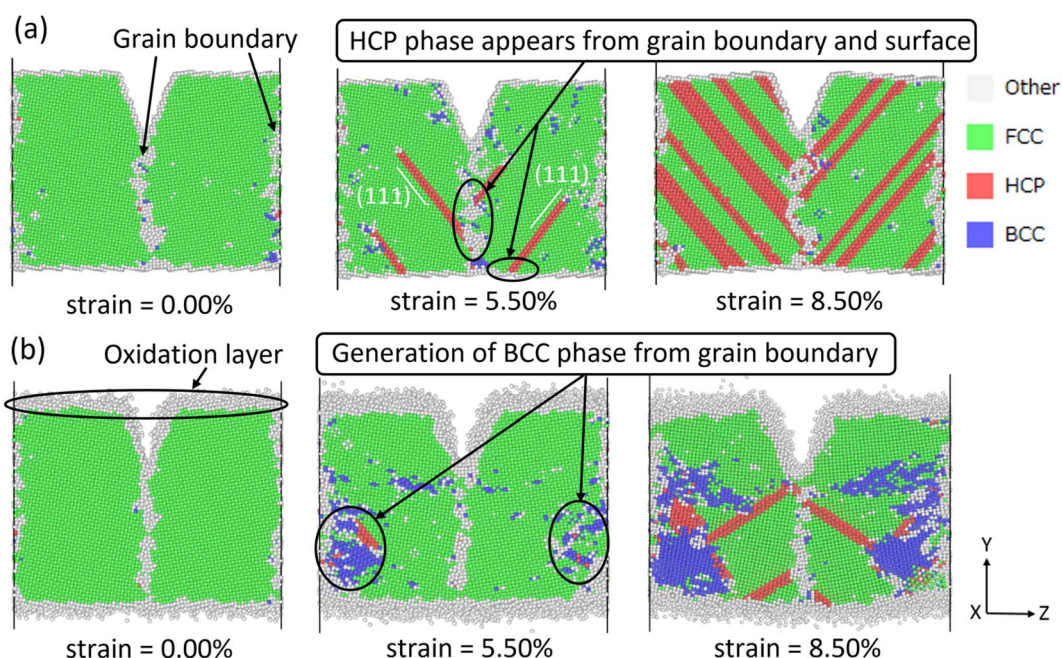 (a)
Grain boundary
HCP phase appears from grain boundary and surface
(111)
(111)
Other
FCC
HCP
BCC
strain = 0.00%
strain = 5.50%
strain = 8.50%
(b)
Oxidation layer
Generation of BCC phase from grain boundary
Y
X
Z
strain = 0.00%
strain = 5.50%
strain = 8.50%